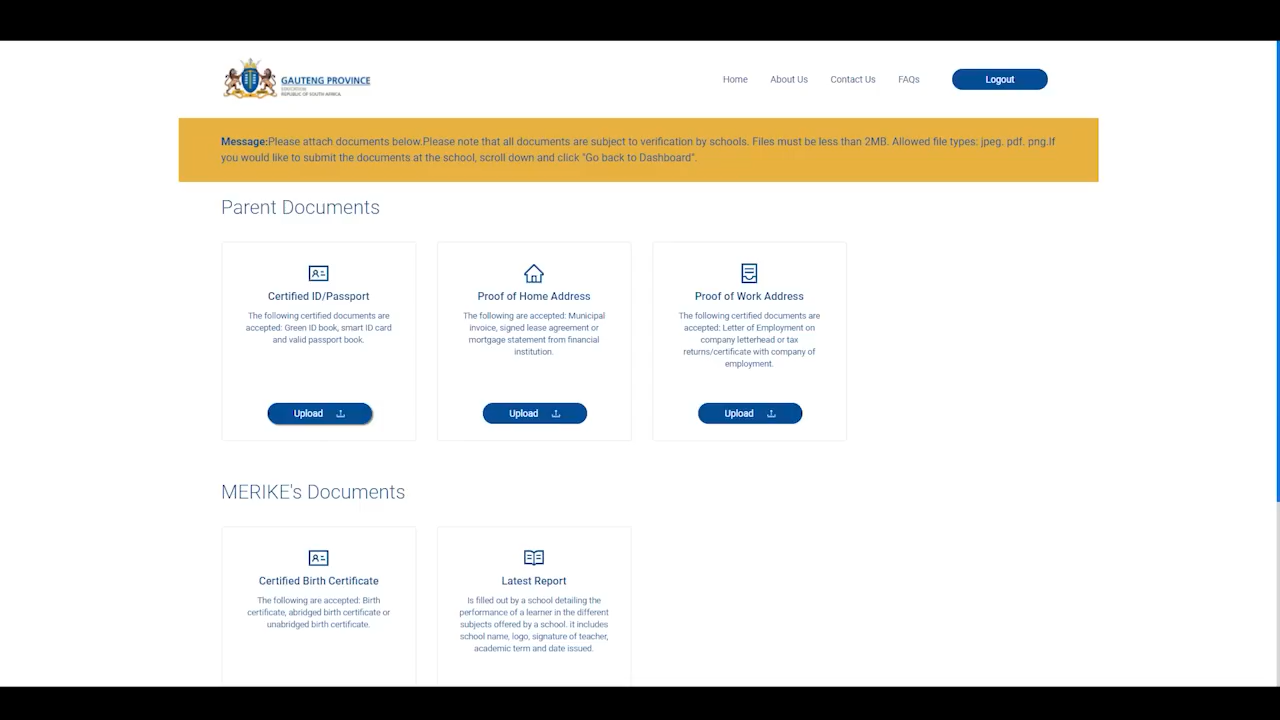 GAUTENG PROVINCE
EDUCATION
REPUBLIC OF SOUTH AFRICA
Home About Us Contact Us FAQs Logout
Message:Please attach documents below.Please note that all documents are subject to verification by schools. Files must be less than 2MB. Allowed file types: jpeg. pdf. png.If
you would like to submit the documents at the school, scroll down and click "Go back to Dashboard".
Parent Documents
Certified ID/Passport
The following certified documents are
accepted: Green ID book, smart ID card
and valid passport book.
Upload
Proof of Home Address
The following are accepted: Municipal
invoice, signed lease agreement or
mortgage statement from financial
institution.
Upload
Proof of Work Address
The following certified documents are
accepted: Letter of Employment on
company letterhead or tax
returns/certificate with company of
employment.
Upload
MERIKE's Documents
Certified Birth Certificate
The following are accepted: Birth
certificate, abridged birth certificate or
unabridged birth certificate.
Latest Report
Is filled out by a school detailing the
performance of a learner in the different
subjects offered by a school. it includes
school name, logo, signature of teacher,
academic term and date issued.